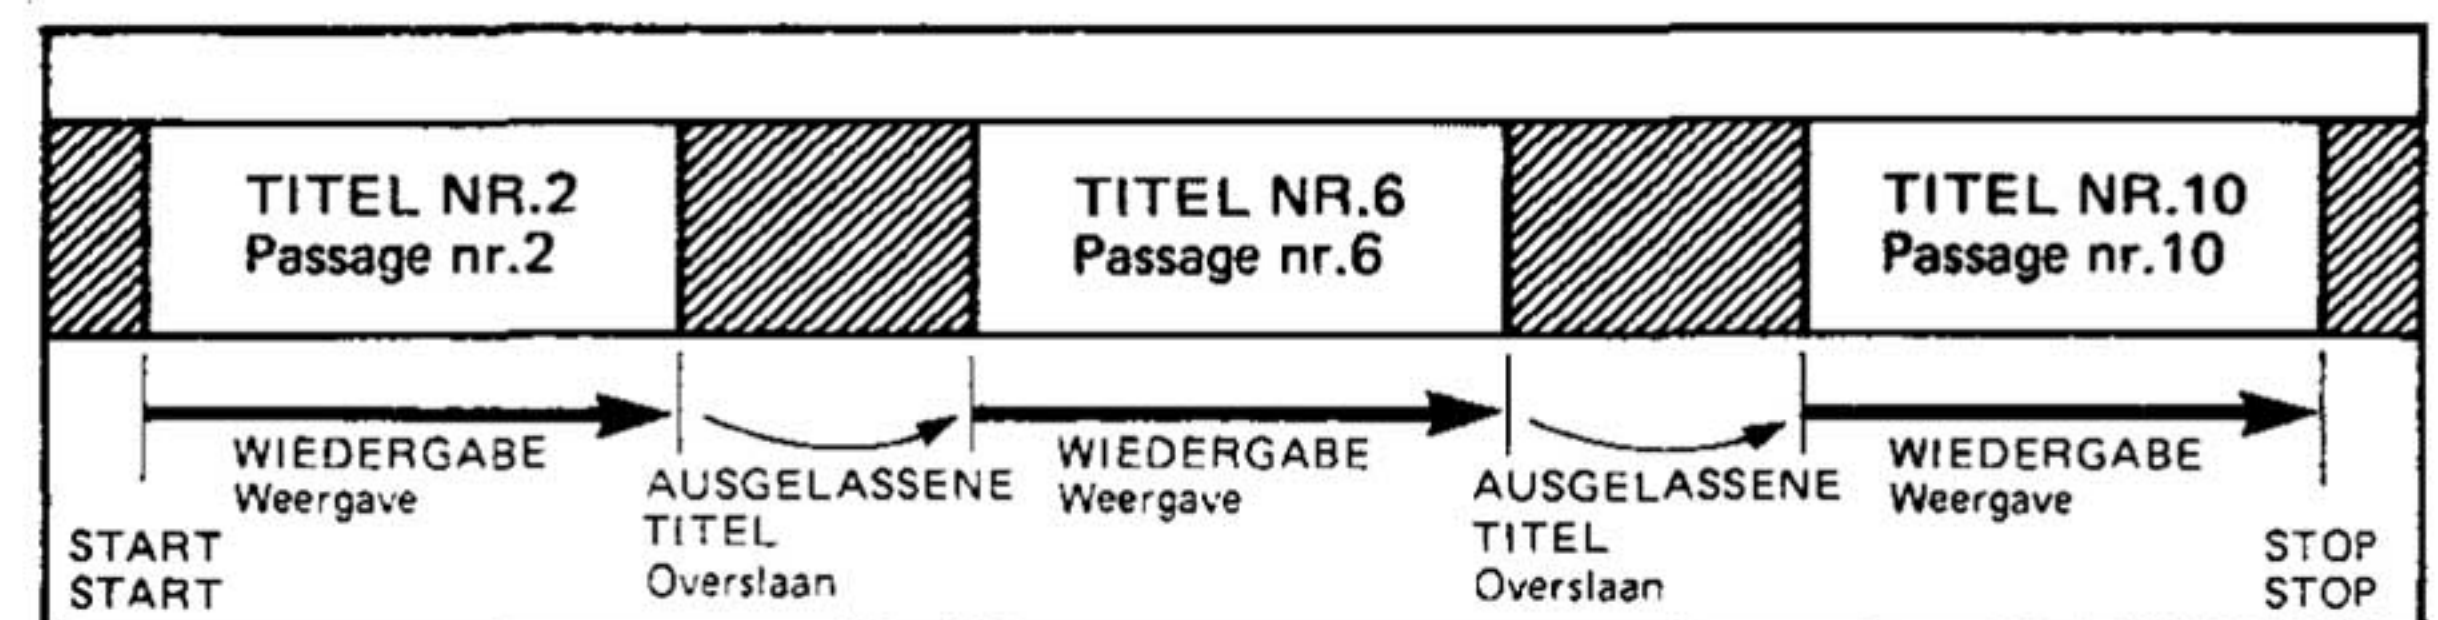 TITEL NR.2
Passage nr.2
TITEL NR.6
Passage nr.6
TITEL NR.10
Passage nr.10
WIEDERGABE
Weergave
AUSGELASSENE
TITEL
Overslaan
WIEDERGABE
Weergave
AUSGELASSENE
TITEL
Overslaan
WIEDERGABE
Weergave
START
START
STOP
STOP